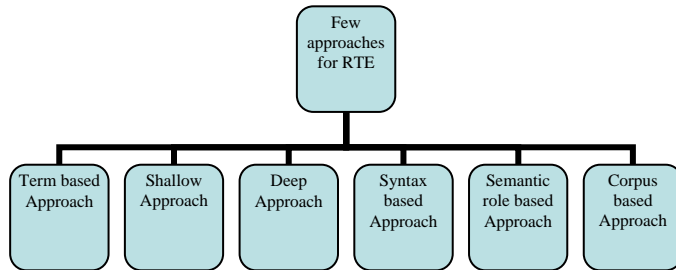 Few
approaches
for RTE
Term based
Approach
Shallow
Approach
Deep
Approach
Syntax
based
Approach
Semantic
role based
Approach
Corpus
based
Approach